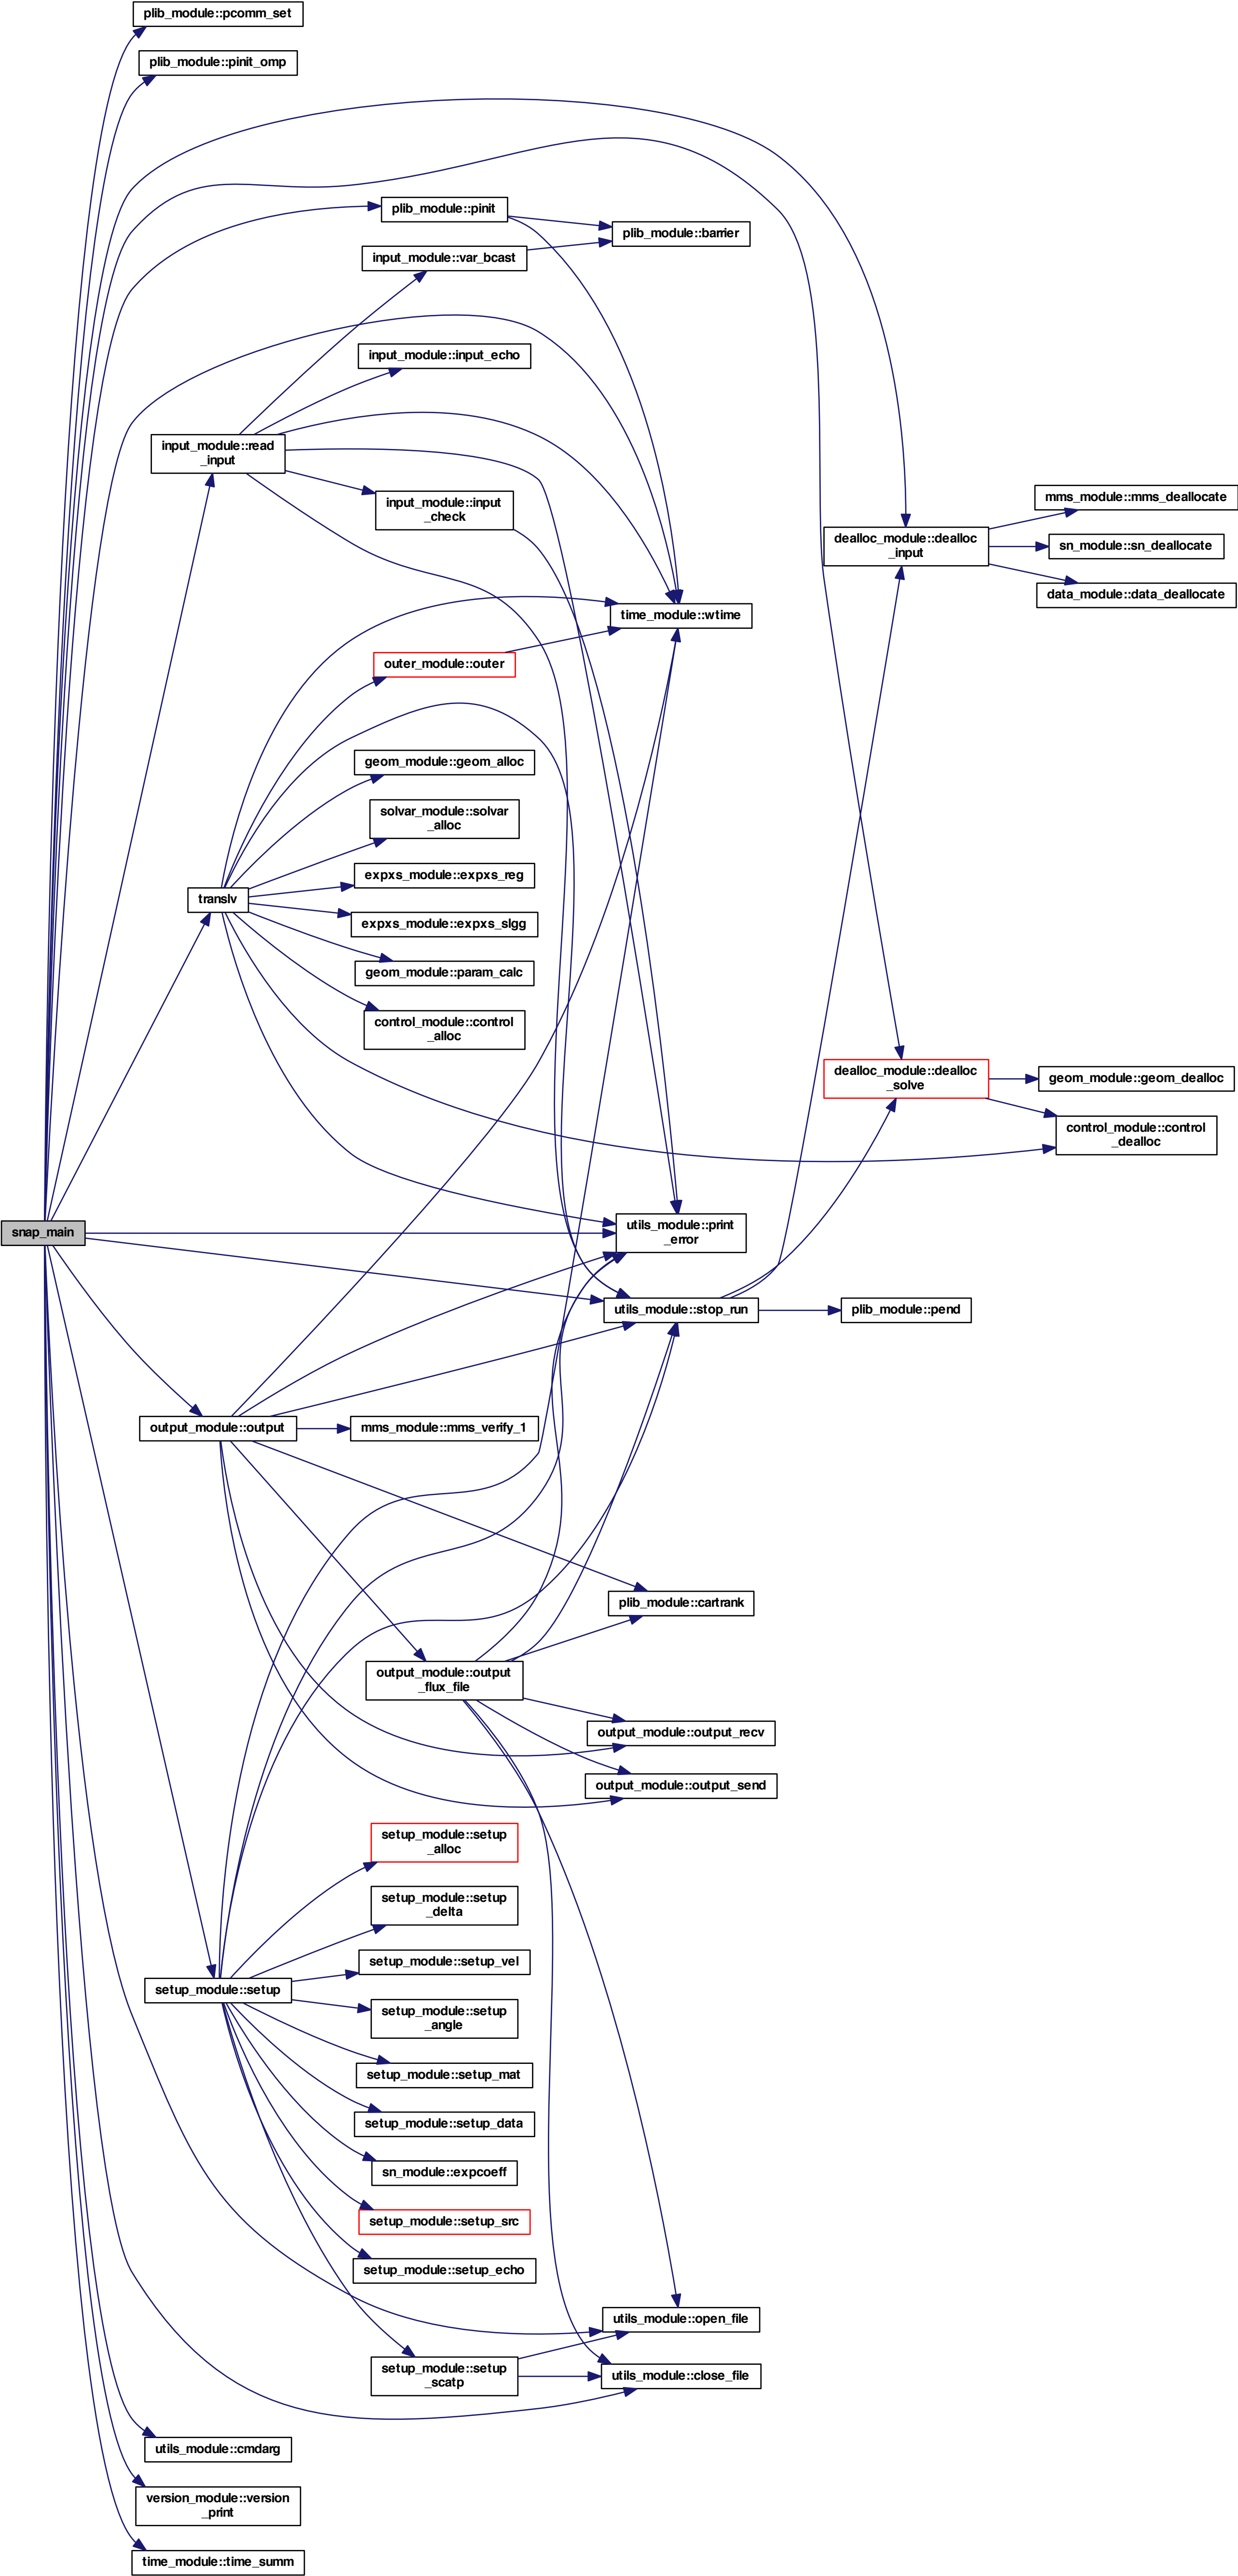 plib_module::pcomm_set
plib_module::pinit_omp
plib_module::pinit
plib_module::barrier
input_module::var_bcast
input_module::input_echo
input_module::read
_input
input_module::input
_check
mms_module::mms_deallocate
dealloc_module::dealloc
_input
sn_module::sn_deallocate
data_module::data_deallocate
time_module::wtime
outer_module::outer
geom_module::geom_alloc
solvar_module::solvar
_alloc
expxs_module::expxs_reg
translv
expxs_module::expxs_slgg
geom_module::param_calc
control_module::control
_alloc
dealloc_module::dealloc
_solve
geom_module::geom_dealloc
control_module::control
_dealloc
snap_main
utils_module::print
_error
utils_module::stop_run
plib_module::pend
output_module::output
mms_module::mms_verify_1
plib_module::cartrank
output_module::output
_flux_file
output_module::output_recv
output_module::output_send
setup_module::setup
_alloc
setup_module::setup
_delta
setup_module::setup_vel
setup_module::setup
setup_module::setup
_angle
setup_module::setup_mat
setup_module::setup_data
sn_module::expcoeff
setup_module::setup_src
setup_module::setup_echo
utils_module::open_file
setup_module::setup
_scatp
utils_module::close_file
utils_module::cmdarg
version_module::version
_print
time_module::time_summ